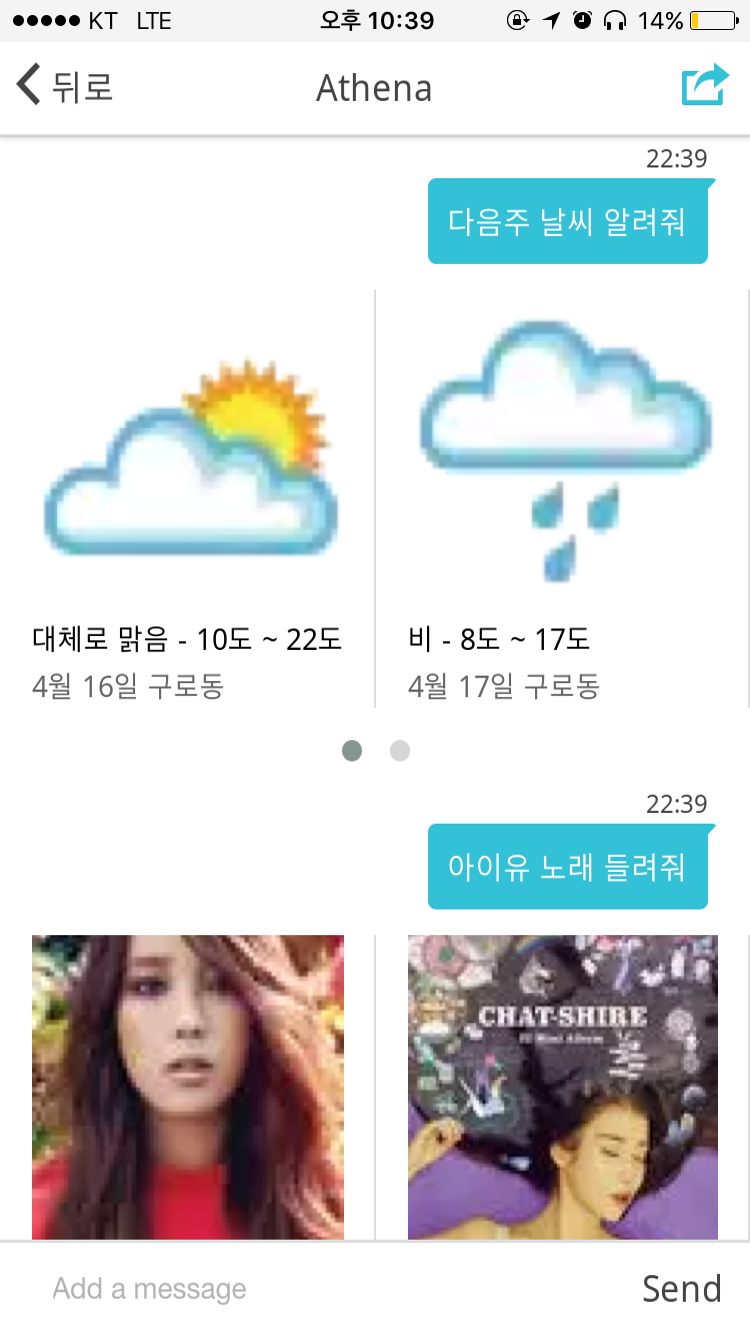 KT LTE 오후 10:39 14%
뒤로 Athena
22:39
다음주 날씨 알려줘
대체로 맑음 - 10도 ~ 22도
4월 16일 구로동
비 - 8도 ~ 17도
4월 17일 구로동
22:39
아이유 노래 들려줘
CHAT-SHIRE
IU Mini Album
Add a message Send